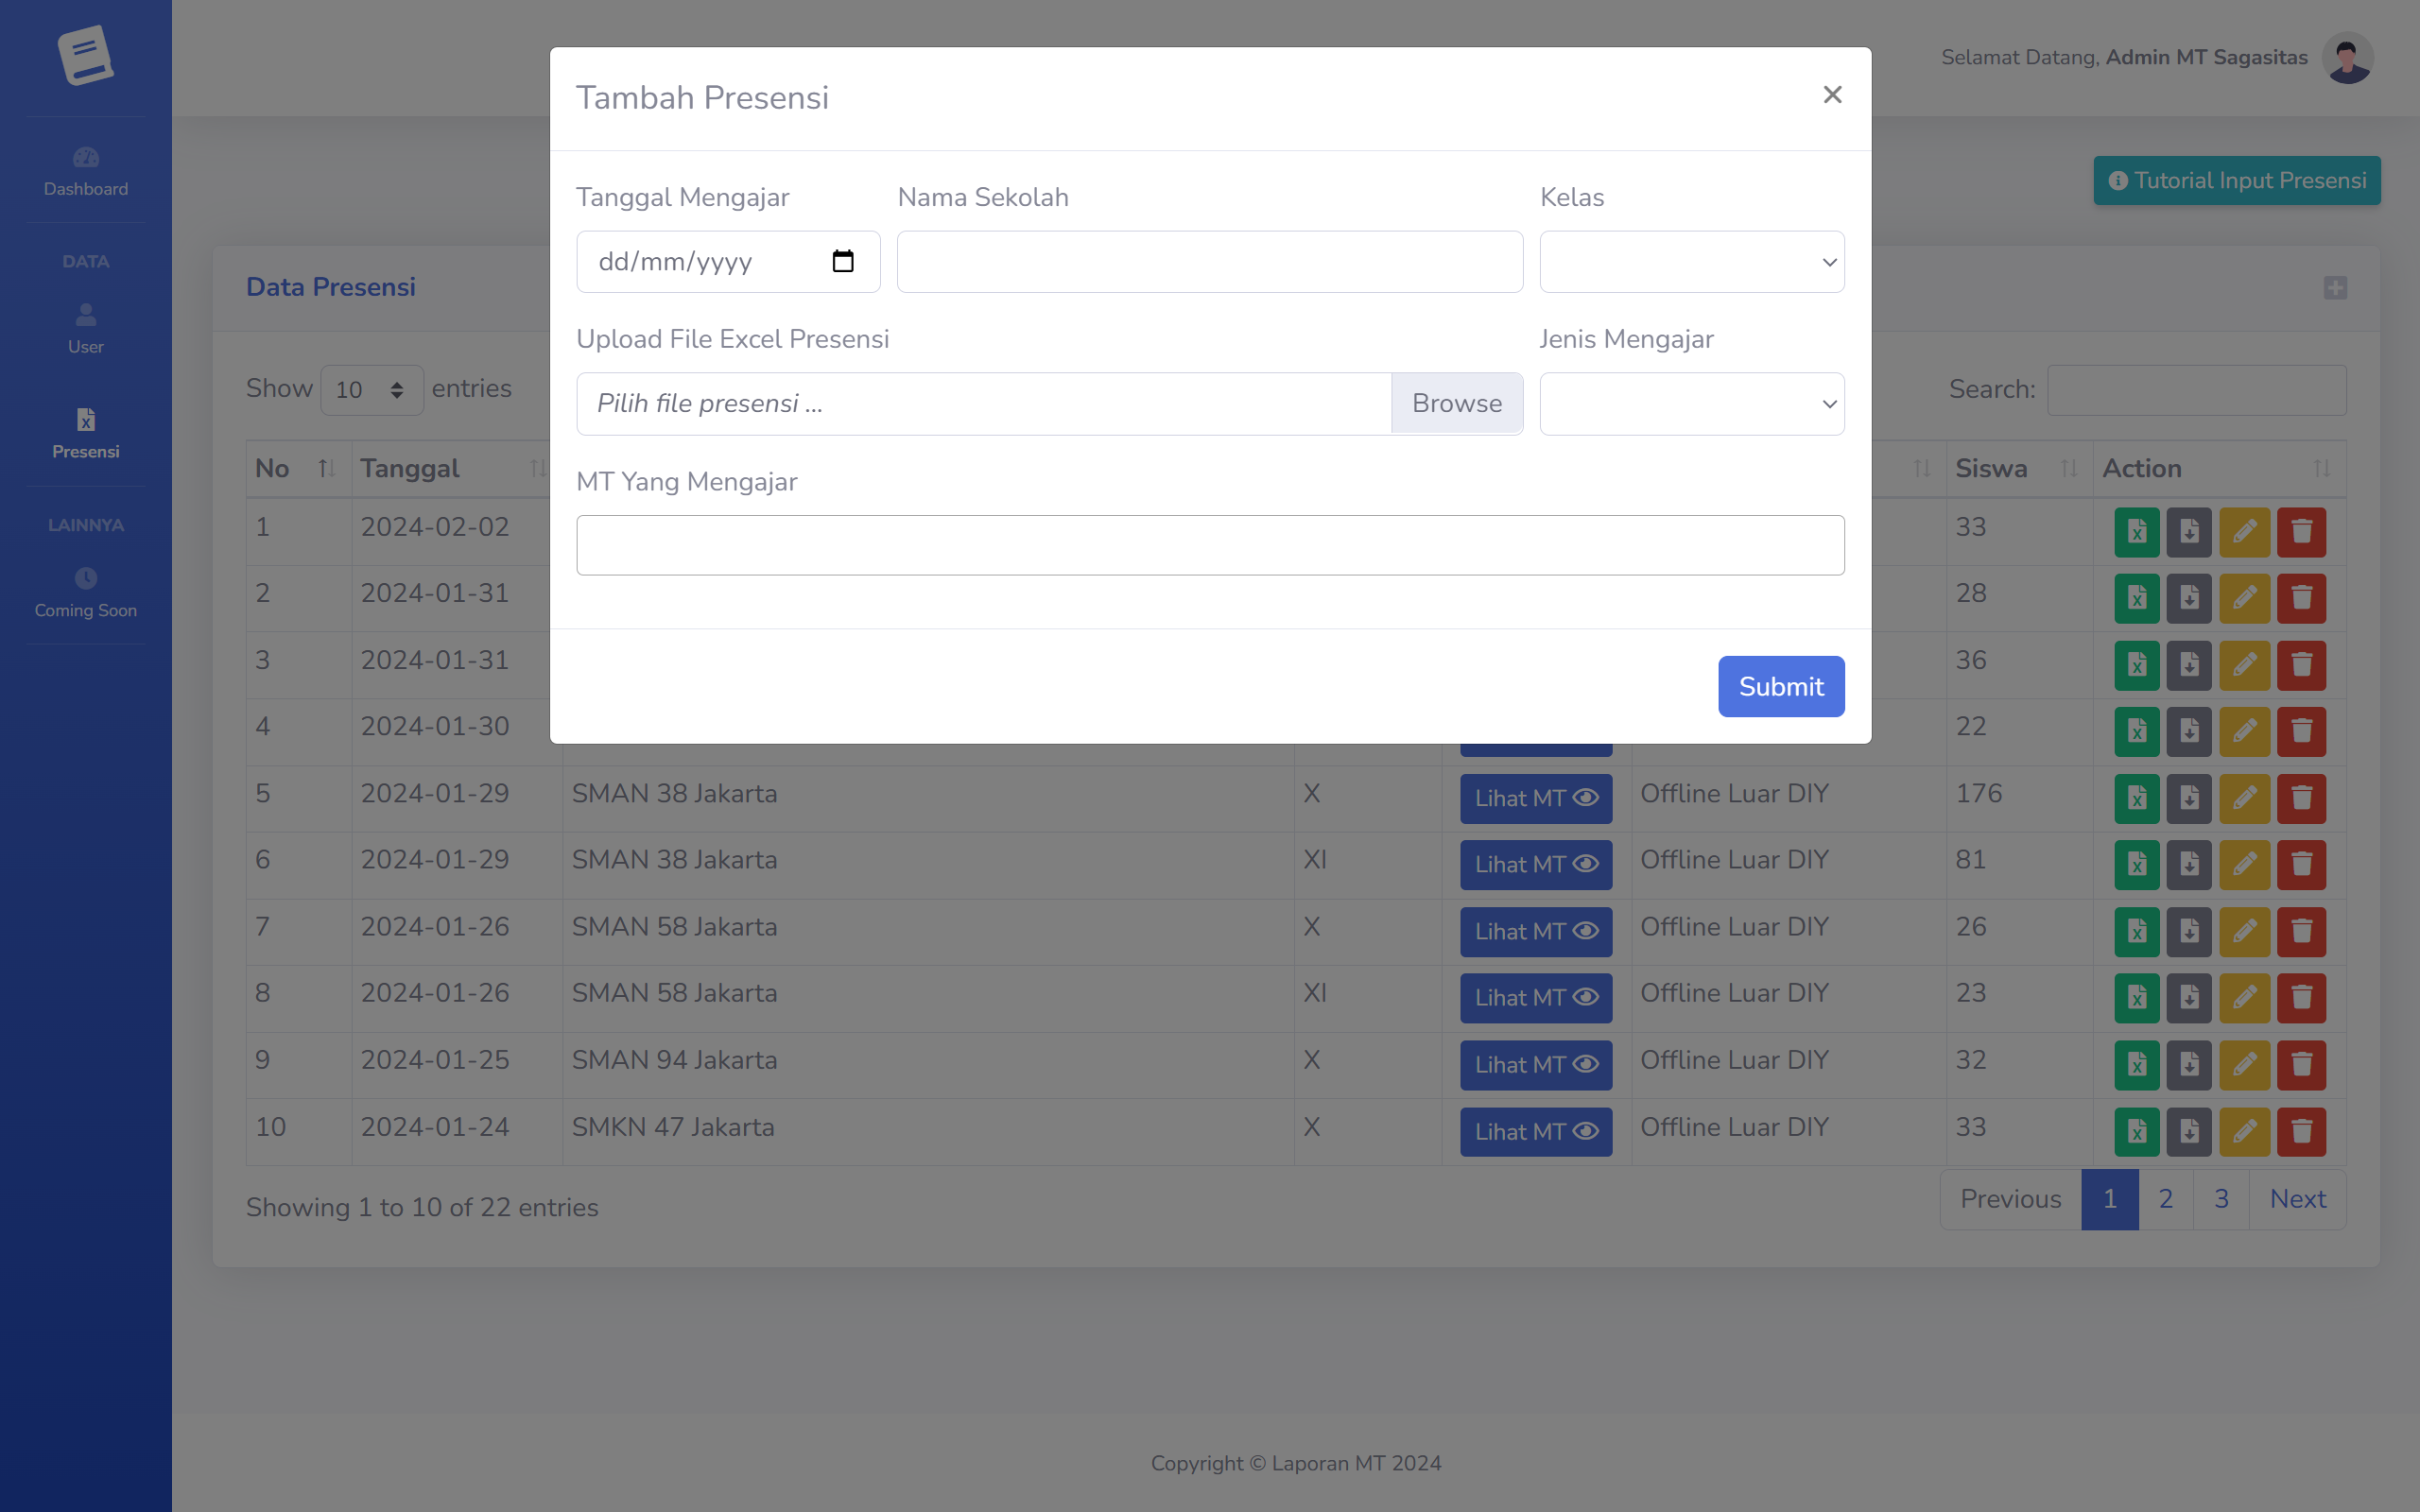 Selamat Datang, Admin MT Sagasitas
Dashboard
DATA
User
Presensi
LAINNYA
Coming Soon
Tutorial Input Presensi
Tambah Presensi
Tanggal Mengajar Nama Sekolah Kelas
dd/mm/yyyy
Upload File Excel Presensi Jenis Mengajar
Pilih file presensi ... Browse
MT Yang Mengajar
Submit
Data Presensi
Show 10 entries Search:
No Tanggal Siswa Action
1 2024-02-02 33
2 2024-01-31 28
3 2024-01-31 36
4 2024-01-30 22
5 2024-01-29 SMAN 38 Jakarta X Lihat MT Offline Luar DIY 176
6 2024-01-29 SMAN 38 Jakarta XI Lihat MT Offline Luar DIY 81
7 2024-01-26 SMAN 58 Jakarta X Lihat MT Offline Luar DIY 26
8 2024-01-26 SMAN 58 Jakarta XI Lihat MT Offline Luar DIY 23
9 2024-01-25 SMAN 94 Jakarta X Lihat MT Offline Luar DIY 32
10 2024-01-24 SMKN 47 Jakarta X Lihat MT Offline Luar DIY 33
Showing 1 to 10 of 22 entries Previous 1 2 3 Next
Copyright © Laporan MT 2024